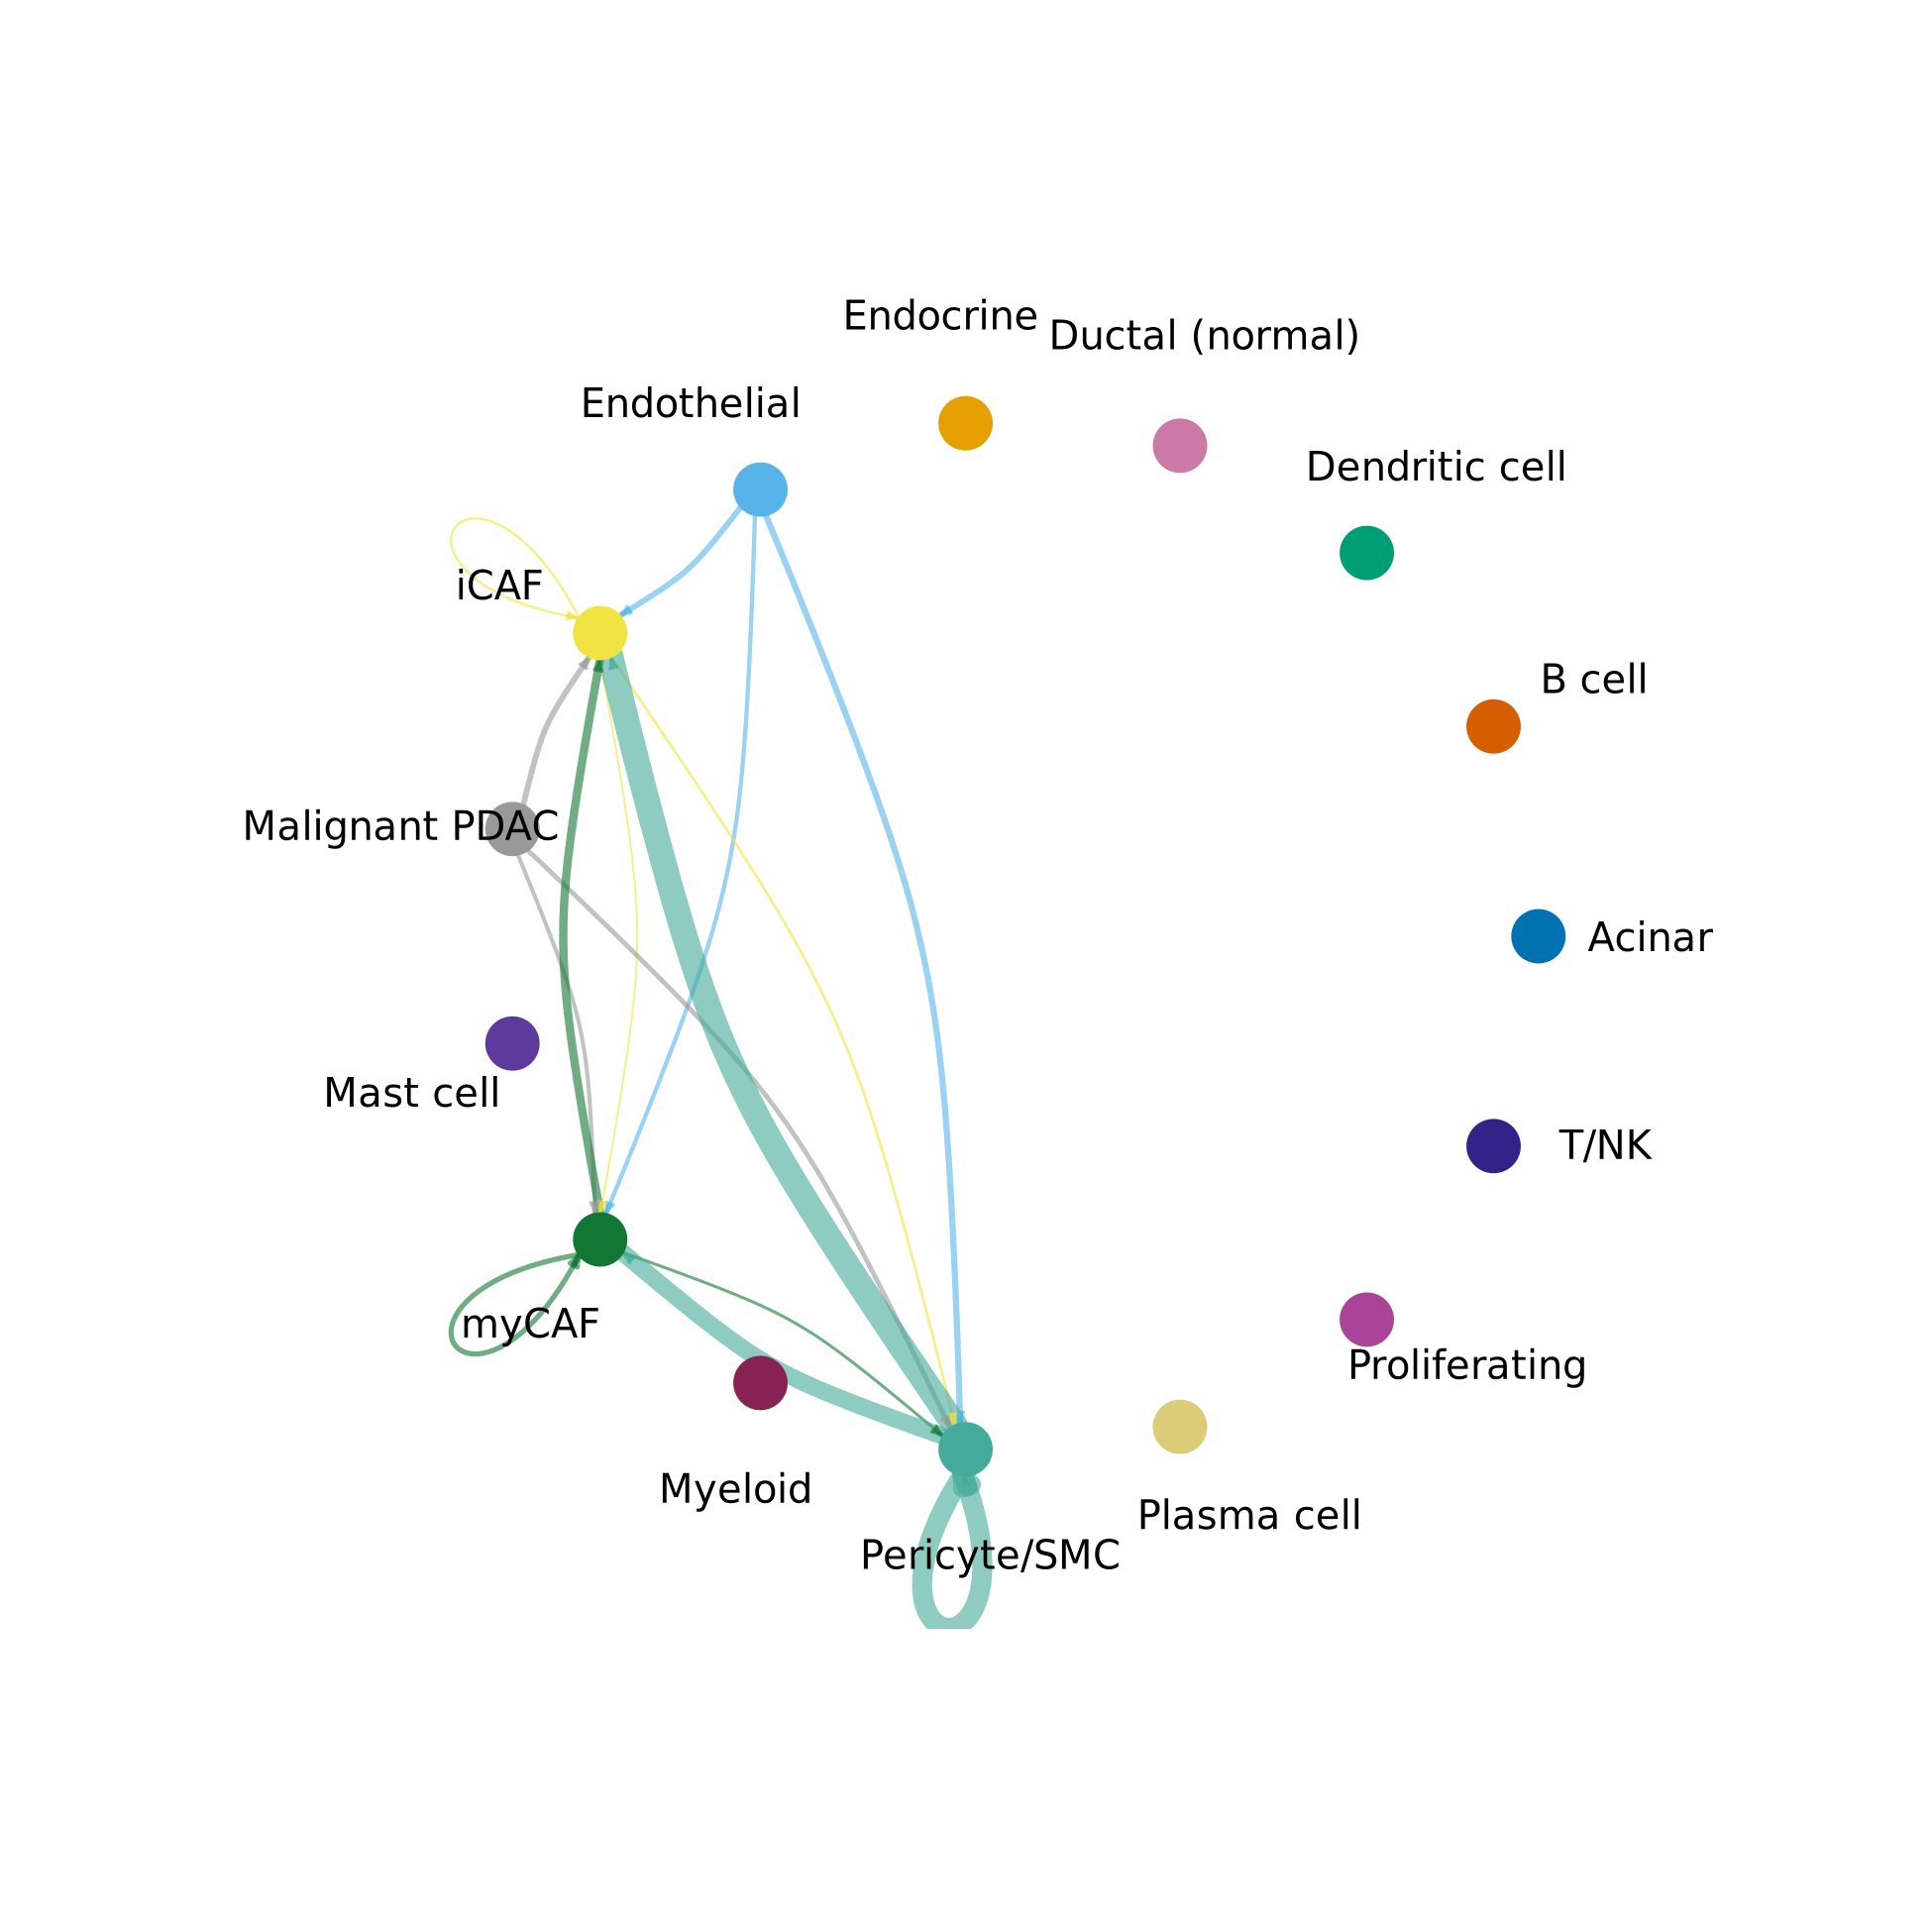 Endocrine
Ductal (normal)
Endothelial
Dendritic cell
iCAF
B cell
Malignant PDAC
Acinar
Mast cell
T/NK
myCAF
Proliferating
Myeloid
Plasma cell
Pericyte/SMC